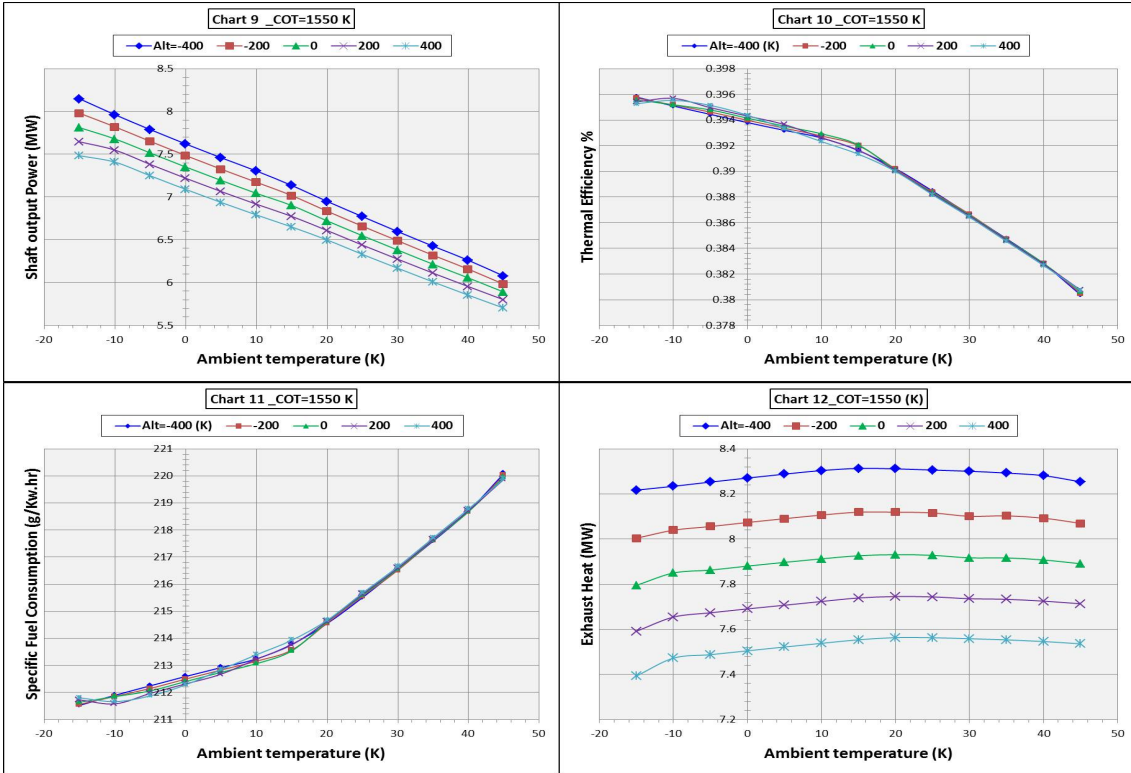 Chart 9 _COT=1550 K
Alt=-400 -200 0 200 400
8.5
8
7.5
7
6.5
6
5.5
-20 -10 0 10 20 30 40 50
Shaft output Power (MW)
Ambient temperature (K)
Chart 10 _COT=1550 K
Alt=-400 (K) -200 0 200 400
0.398
0.396
0.394
0.392
0.39
0.388
0.386
0.384
0.382
0.38
0.378
-20 -10 0 10 20 30 40 50
Thermal Efficiency %
Ambient temperature (K)
Chart 11 _COT=1550 K
Alt=-400 (K) -200 0 200 400
221
220
219
218
217
216
215
214
213
212
211
-20 -10 0 10 20 30 40 50
Specific Fuel Consumption (g/Kw.hr)
Ambient temperature (K)
Chart 12_COT=1550 (K)
Alt=-400 -200 0 200 400
8.4
8.2
8
7.8
7.6
7.4
7.2
-20 -10 0 10 20 30 40 50
Exhaust Heat (MW)
Ambient temperature (K)